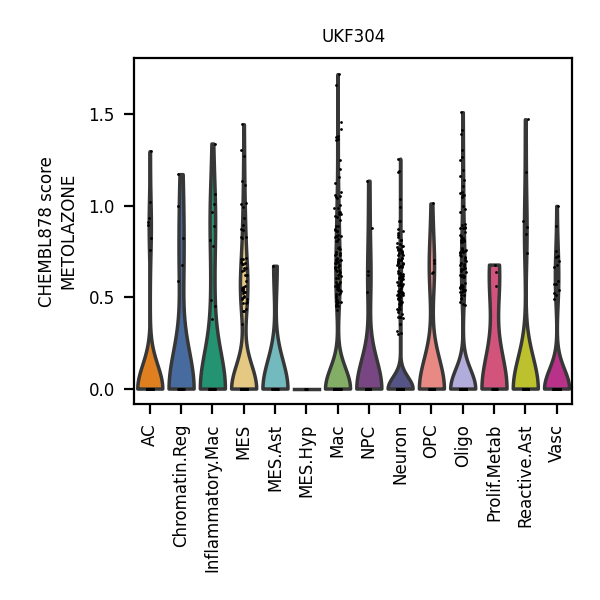 UKF304
CHEMBL878 score
METOLAZONE
1.5
1.0
0.5
0.0
AC
Chromatin.Reg
Inflammatory.Mac
MES
MES.Ast
MES.Hyp
Mac
NPC
Neuron
OPC
Oligo
Prolif.Metab
Reactive.Ast
Vasc